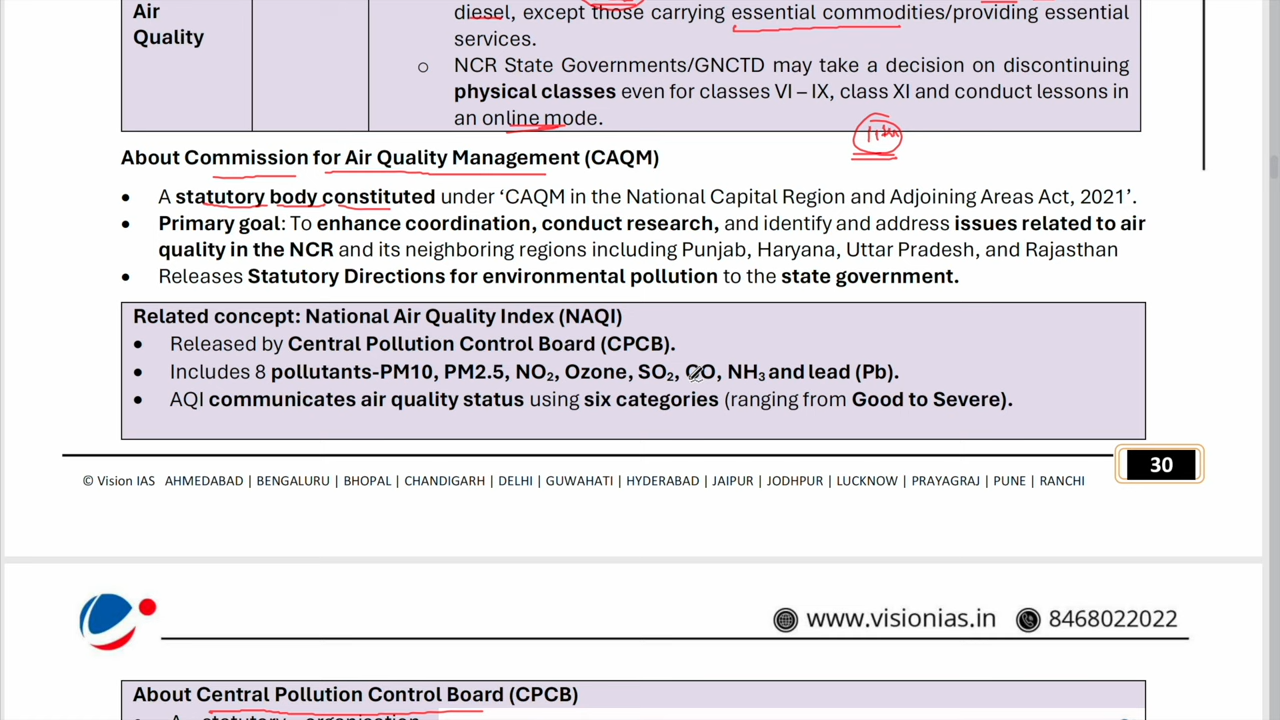 Air
Quality
diesel, except those carrying essential commodities/providing essential
services.
o NCR State Governments/GNCTD may take a decision on discontinuing
physical classes even for classes VI – IX, class XI and conduct lessons in
an online mode.
About Commission for Air Quality Management (CAQM)
• A statutory body constituted under ‘CAQM in the National Capital Region and Adjoining Areas Act, 2021’.
• Primary goal: To enhance coordination, conduct research, and identify and address issues related to air
quality in the NCR and its neighboring regions including Punjab, Haryana, Uttar Pradesh, and Rajasthan
• Releases Statutory Directions for environmental pollution to the state government.
Related concept: National Air Quality Index (NAQI)
• Released by Central Pollution Control Board (CPCB).
• Includes 8 pollutants-PM10, PM2.5, NO₂, Ozone, SO₂, CO, NH₃ and lead (Pb).
• AQI communicates air quality status using six categories (ranging from Good to Severe).
30
© Vision IAS AHMEDABAD | BENGALURU | BHOPAL | CHANDIGARH | DELHI | GUWAHATI | HYDERABAD | JAIPUR | JODHPUR | LUCKNOW | PRAYAGRAJ | PUNE | RANCHI
www.visionias.in 8468022022
About Central Pollution Control Board (CPCB)
• A statutory organisation